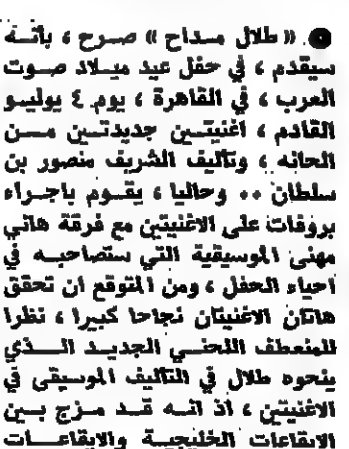 « طلال مداح » صرح ، بأنه
سيقدم ، في حفل عيد ميلاد صوت
العرب ، في القاهرة ، يوم ٤ يوليو
القادم ، اغنيتين جديدتين من
الحانه ، وتأليف الشريف منصور بن
سلطان ٠٠ وحاليا ، يقوم باجراء
بروفات على الاغنيتين مع فرقة هاني
مهنى الموسيقية التي ستصاحبه في
احياء الحفل ، ومن المتوقع ان تحقق
هاتان الاغنيتان نجاحا كبيرا ، نظرا
للمنعطف اللحني الجديد الذي
ينحوه طلال في التأليف الموسيقى في
الاغنيتين ، اذ انه قد مزج بين
الايقاعات الخليجية والايقاعات